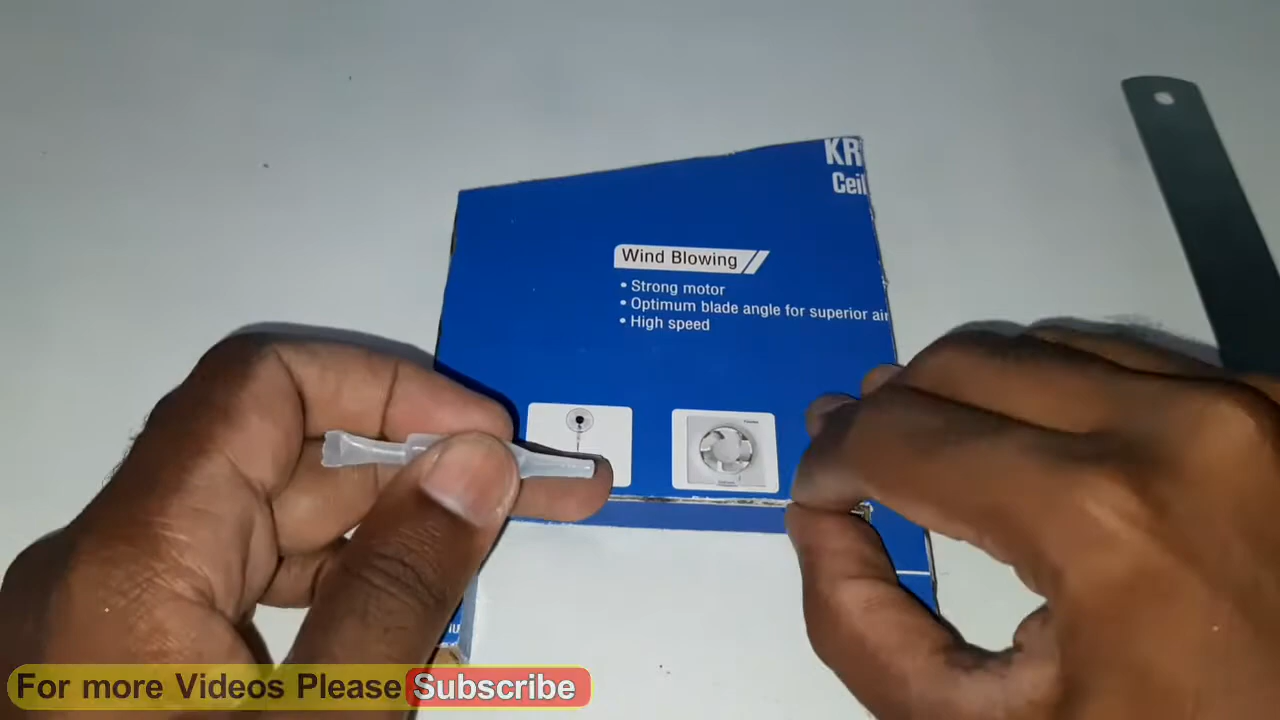 KR
Ceil
Wind Blowing
• Strong motor
• Optimum blade angle for superior air
• High speed
For more Videos Please Subscribe